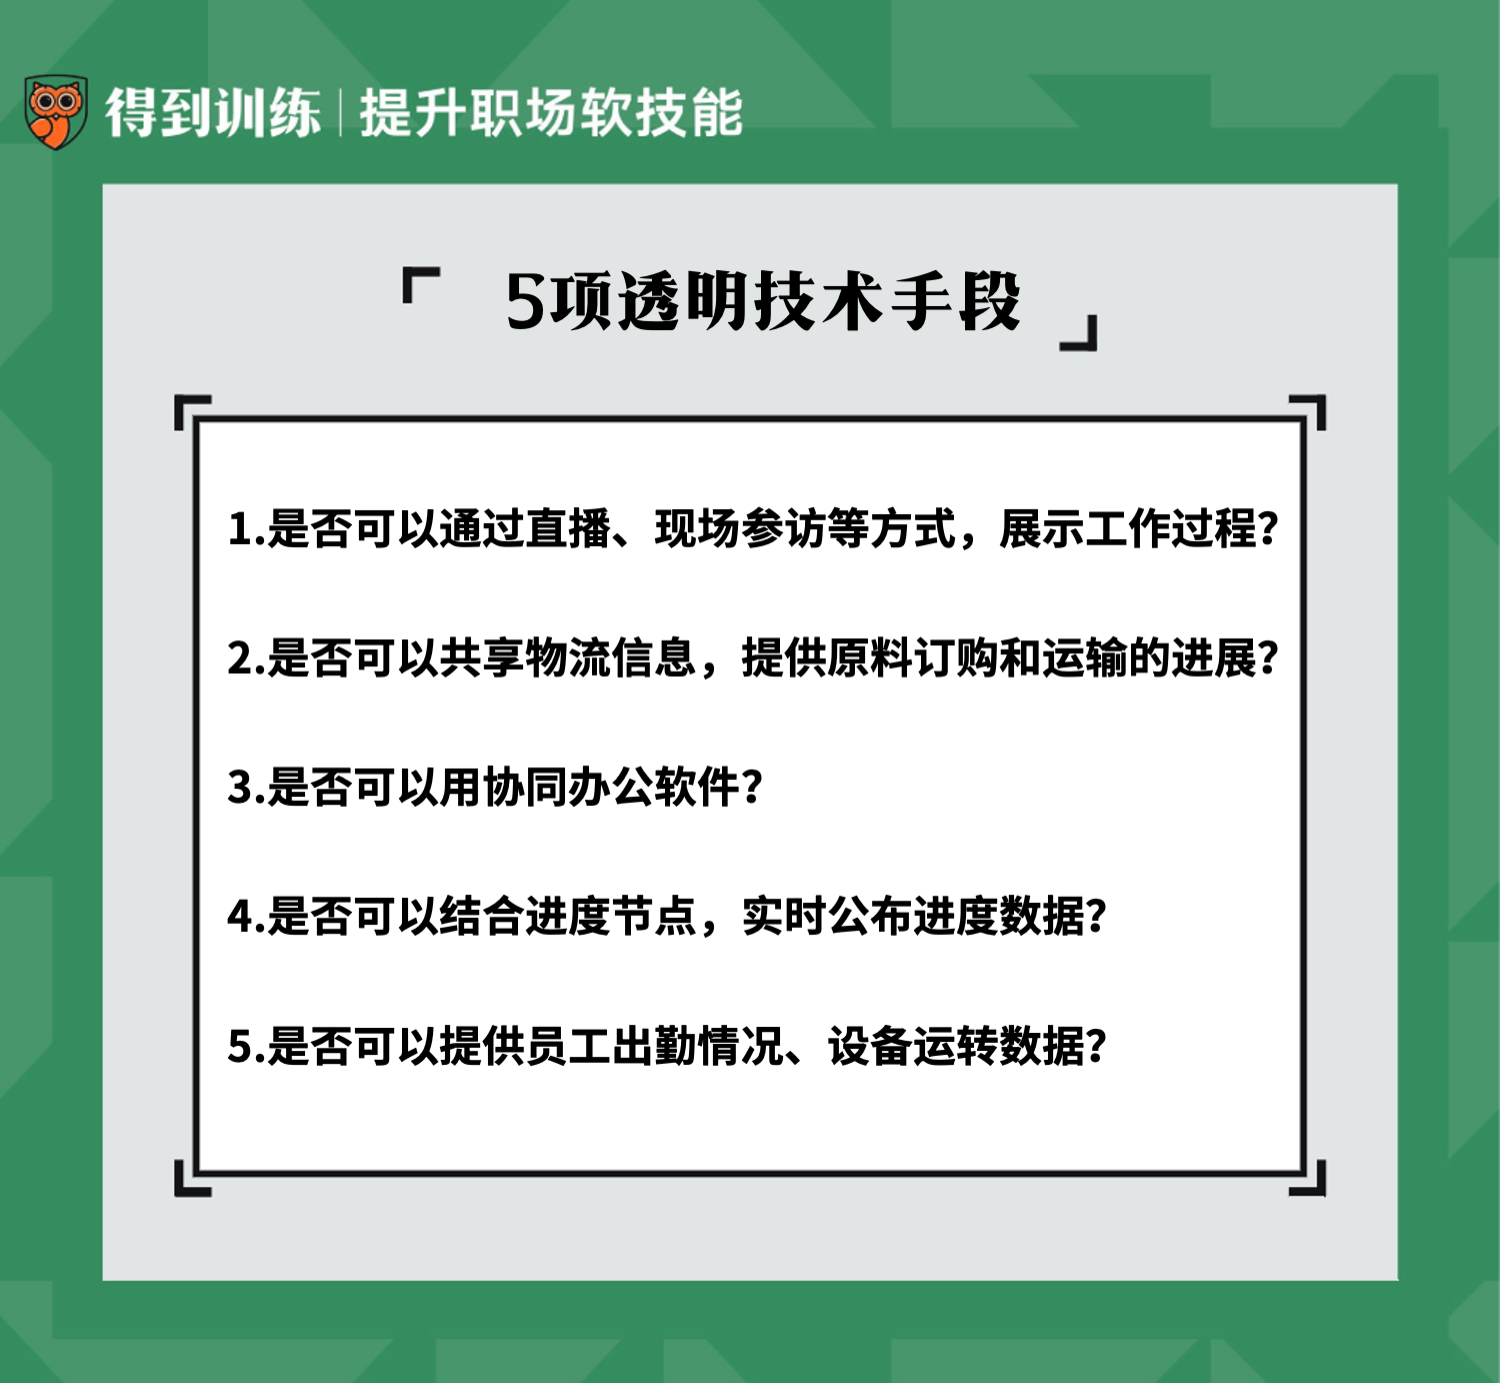 得到训练 | 提升职场软技能
「 5项透明技术手段 」
1.是否可以通过直播、现场参访等方式，展示工作过程？
2.是否可以共享物流信息，提供原料订购和运输的进展？
3.是否可以用协同办公软件？
4.是否可以结合进度节点，实时公布进度数据？
5.是否可以提供员工出勤情况、设备运转数据？